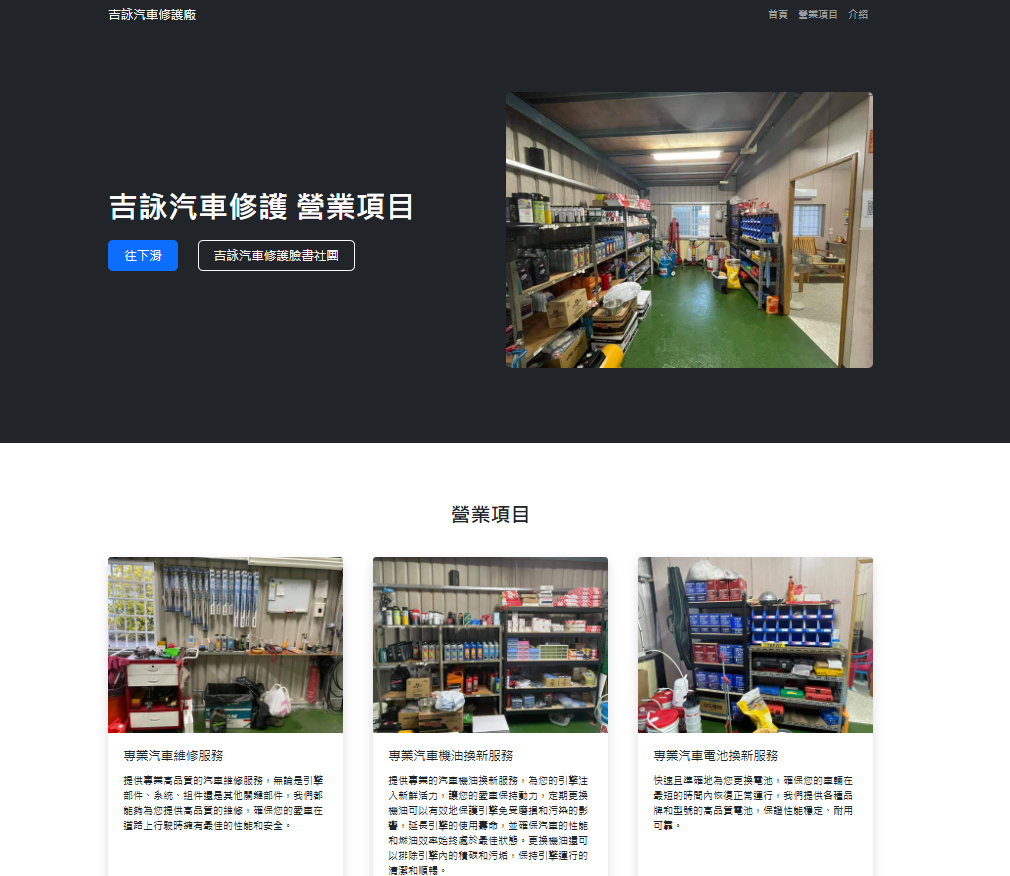 吉詠汽車修護廠
首頁 營業項目 介紹
吉詠汽車修護 營業項目
往下滑 吉詠汽車修護臉書社團
營業項目
專業汽車維修服務
提供專業高品質的汽車維修服務，無論是引擎
部件、系統、組件還是其他關鍵部件，我們都
能夠為您提供高品質的維修，確保您的愛車在
道路上行駛時擁有最佳的性能和安全。
專業汽車機油換新服務
提供專業的汽車機油換新服務，為您的引擎注
入新鮮活力，讓您的愛車保持動力，定期更換
機油可以有效地保護引擎免受磨損和污染的影
響，延長引擎的使用壽命，並確保汽車的性能
和燃油效率始終處於最佳狀態。更換機油還可
以排除引擎內的積碳和污垢，保持引擎運行的
清潔和順暢。
專業汽車電池換新服務
快速且準確地為您更換電池，確保您的車輛在
最短的時間內恢復正常運行，我們提供各種品
牌和型號的高品質電池，保證性能穩定、耐用
可靠。